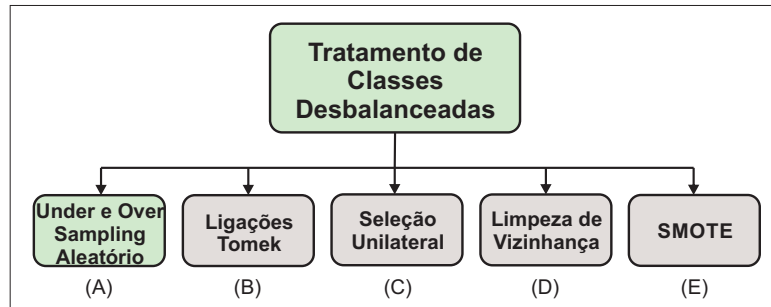 Tratamento de
Classes
Desbalanceadas
Under e Over
Sampling
Aleatório
Ligações
Tomek
Seleção
Unilateral
Limpeza de
Vizinhança
SMOTE
(A)
(B)
(C)
(D)
(E)